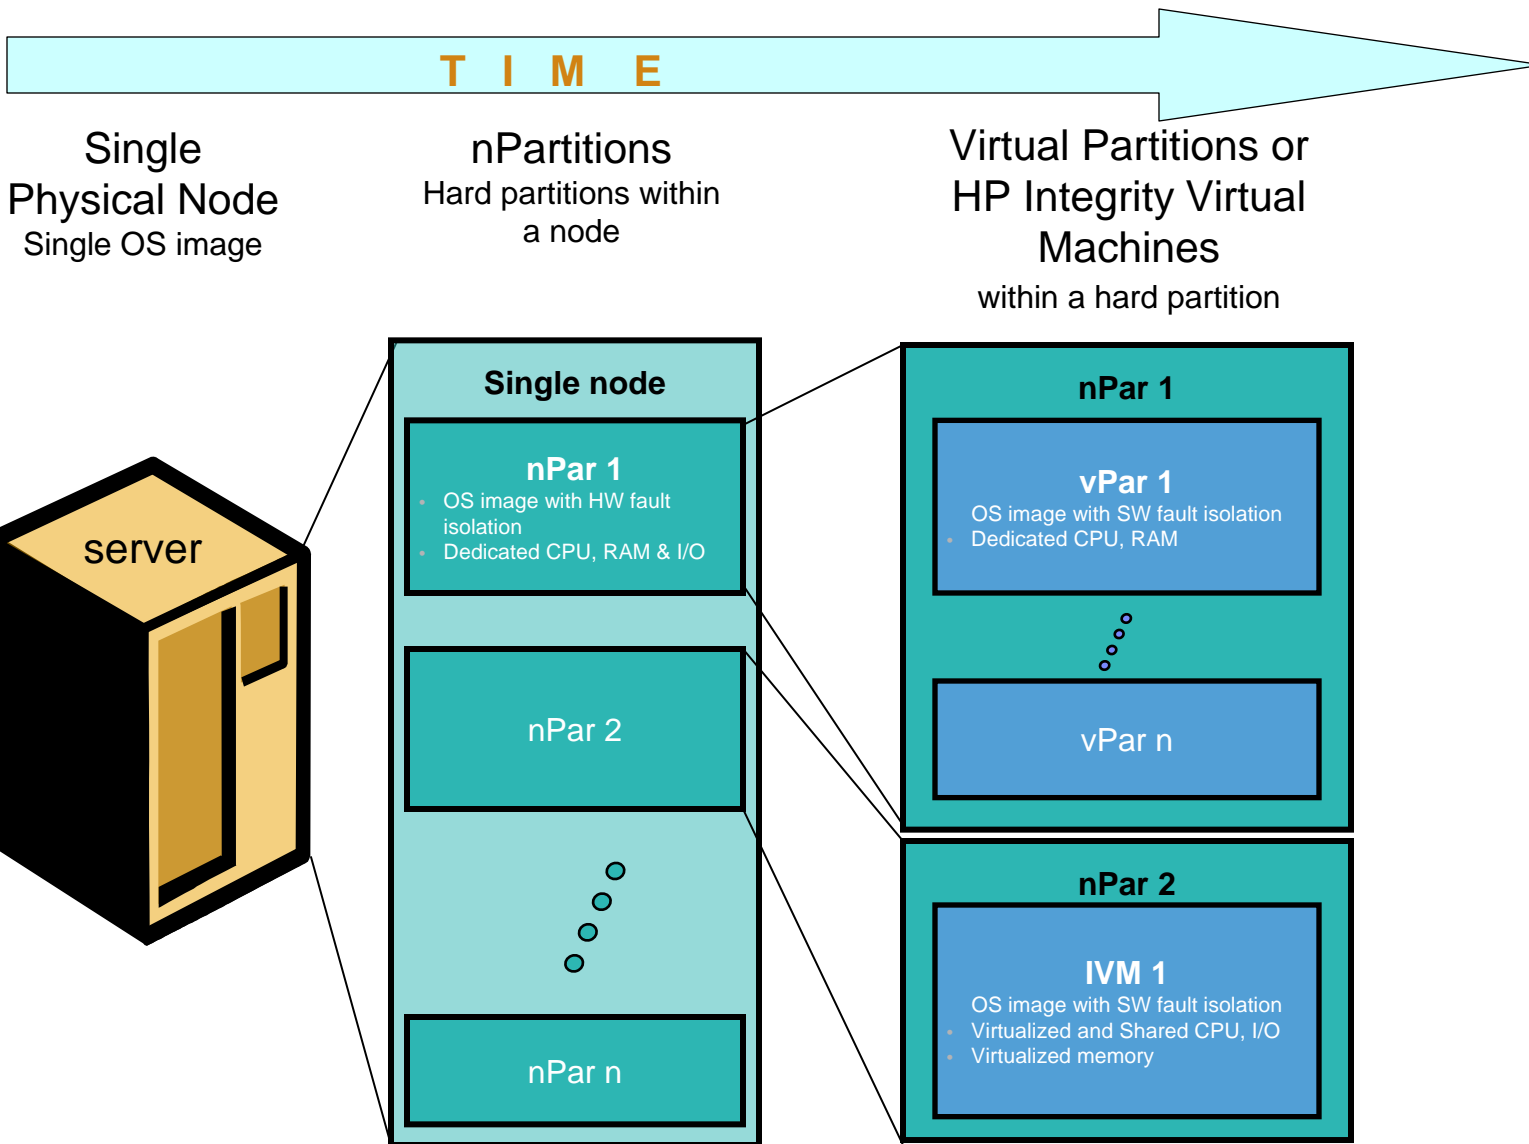 T I M E
Single
Physical Node
Single OS image
nPartitions
Hard partitions within
a node
Virtual Partitions or
HP Integrity Virtual
Machines
within a hard partition
server
Single node
nPar 1
• OS image with HW fault
isolation
• Dedicated CPU, RAM & I/O
nPar 2
nPar n
nPar 1
vPar 1
OS image with SW fault isolation
• Dedicated CPU, RAM
vPar n
nPar 2
IVM 1
OS image with SW fault isolation
• Virtualized and Shared CPU, I/O
• Virtualized memory